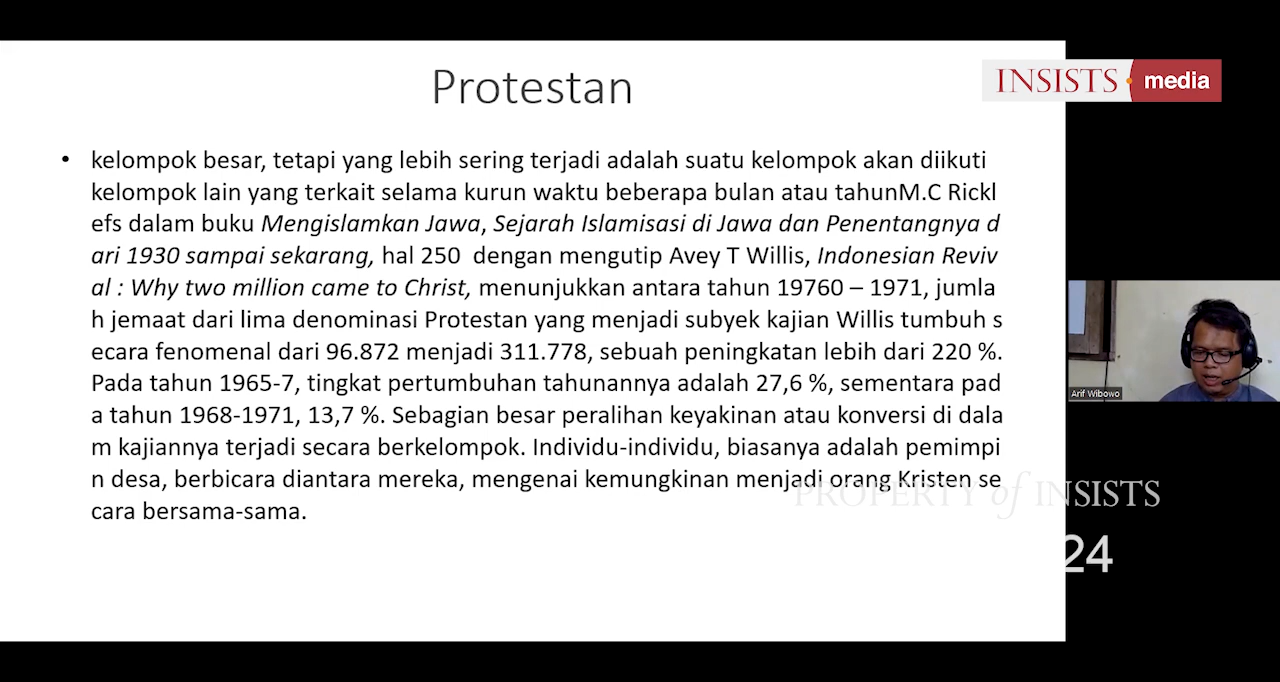 Protestan
INSISTS media
• kelompok besar, tetapi yang lebih sering terjadi adalah suatu kelompok akan diikuti
kelompok lain yang terkait selama kurun waktu beberapa bulan atau tahunM.C Rickl
efs dalam buku Mengislamkan Jawa, Sejarah Islamisasi di Jawa dan Penentangnya d
ari 1930 sampai sekarang, hal 250 dengan mengutip Avey T Willis, Indonesian Reviv
al : Why two million came to Christ, menunjukkan antara tahun 19760 – 1971, jumla
h jemaat dari lima denominasi Protestan yang menjadi subyek kajian Willis tumbuh s
ecara fenomenal dari 96.872 menjadi 311.778, sebuah peningkatan lebih dari 220 %.
Pada tahun 1965-7, tingkat pertumbuhan tahunannya adalah 27,6 %, sementara pad
a tahun 1968-1971, 13,7 %. Sebagian besar peralihan keyakinan atau konversi di dala
m kajiannya terjadi secara berkelompok. Individu-individu, biasanya adalah pemimpi
n desa, berbicara diantara mereka, mengenai kemungkinan menjadi orang Kristen se
cara bersama-sama.
Arif Wibowo
PROPERTY of INSISTS
24